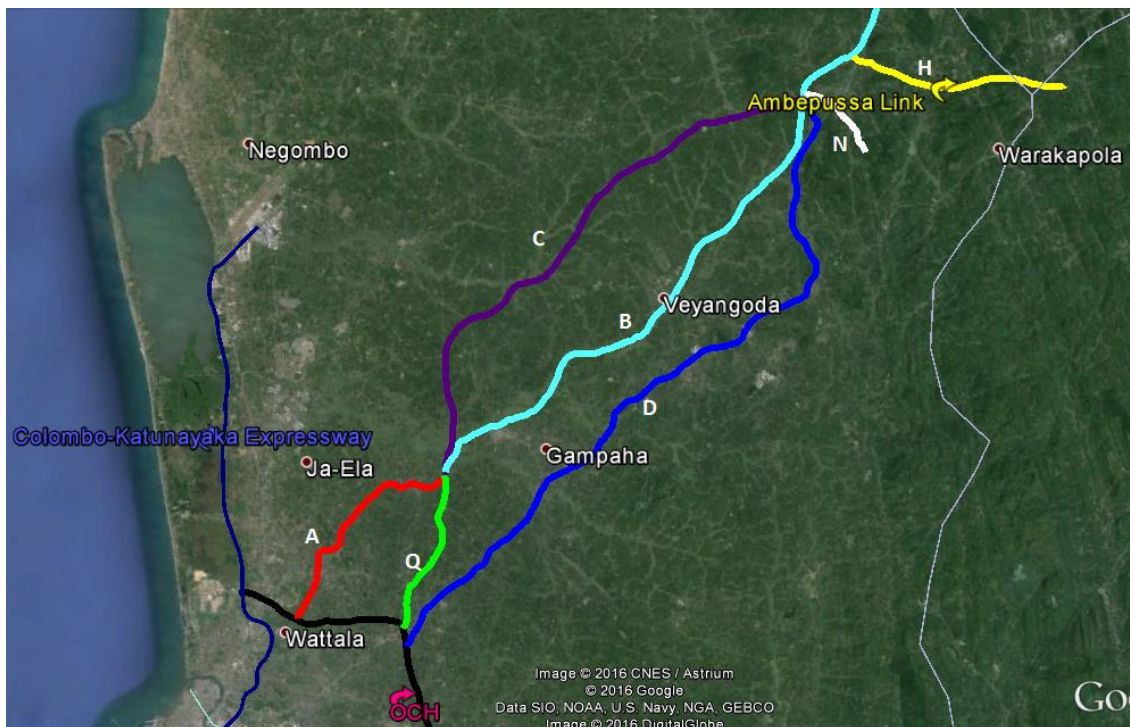 H
Ambepussa Link
N
Negombo
Warakapola
C
Veyangoda
B
D
Colombo-Katunayaka Expressway
Gampaha
Ja-Ela
A
Q
Wattala
OCH
Image © 2016 CNES / Astrium
© 2016 Google
Data SIO, NOAA, U.S. Navy, NGA, GEBCO
Image © 2016 DigitalGlobe
Goo